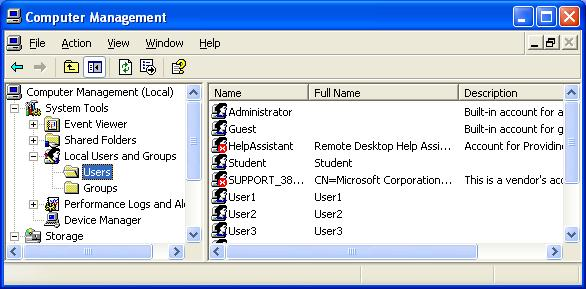 Computer Management
File Action View Window Help
Computer Management (Local)
System Tools
Event Viewer
Shared Folders
Local Users and Groups
Users
Groups
Performance Logs and Ale
Device Manager
Storage
Name Full Name Description
Administrator Built-in account for a
Guest Built-in account for g
HelpAssistant Remote Desktop Help Assi... Account for Providin
Student Student
SUPPORT_38... CN=Microsoft Corporation... This is a vendor's acc
User1 User1
User2 User2
User3 User3